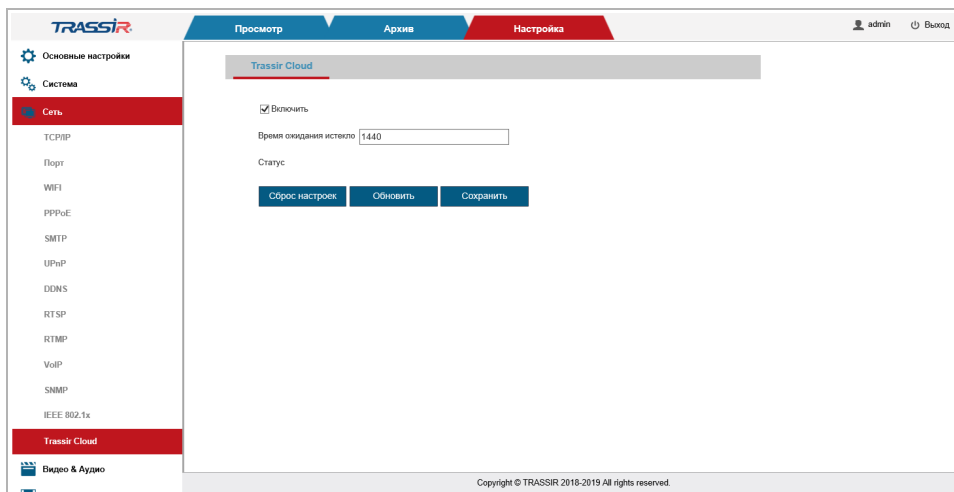 TRASSIR
Просмотр
Архив
Настройка
admin
Выход
Основные настройки
Система
Сеть
TCP/IP
Порт
WIFI
PPPoE
SMTP
UPnP
DDNS
RTSP
RTMP
VoIP
SNMP
IEEE 802.1x
Trassir Cloud
Видео & Аудио
Trassir Cloud
Включить
Время ожидания истекло 1440
Статус
Сброс настроек
Обновить
Сохранить
Copyright © TRASSIR 2018-2019 All rights reserved.